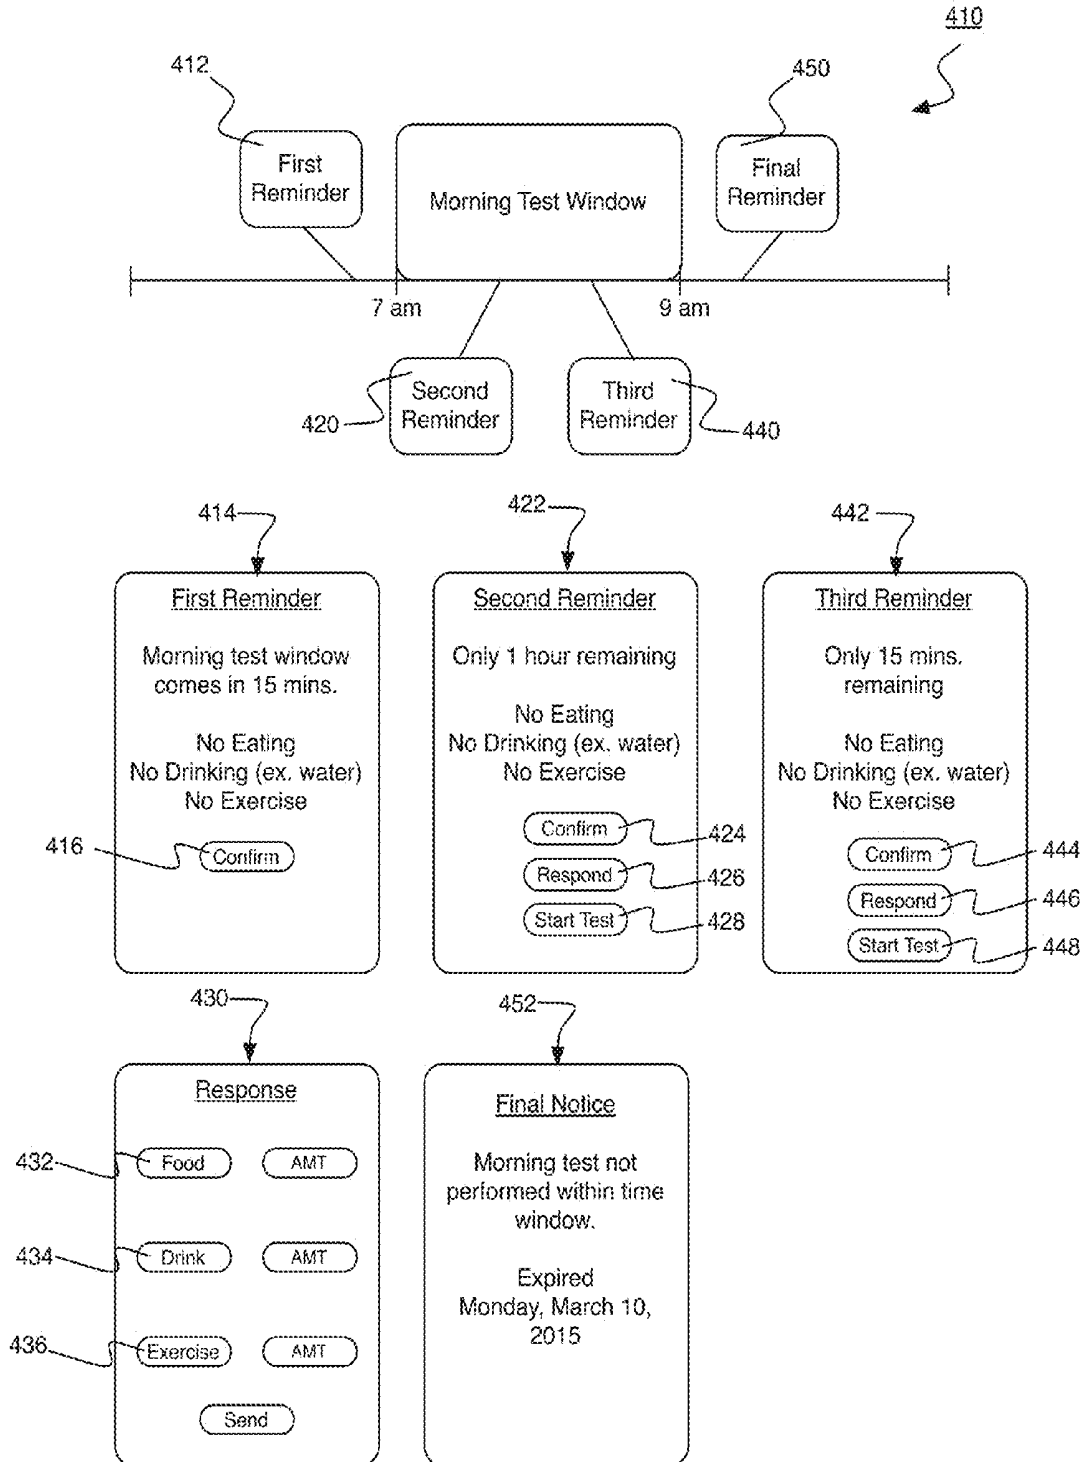 410
412
450
First
Reminder
Morning Test Window
Final
Reminder
7 am
9 am
Second
Reminder
Third
Reminder
420
440
414
422
442
First Reminder
Morning test window
comes in 15 mins.
No Eating
No Drinking (ex. water)
No Exercise
416
Confirm
Second Reminder
Only 1 hour remaining
No Eating
No Drinking (ex. water)
No Exercise
Confirm
424
Respond
426
Start Test
428
Third Reminder
Only 15 mins.
remaining
No Eating
No Drinking (ex. water)
No Exercise
Confirm
444
Respond
446
Start Test
448
430
452
Response
432
Food
AMT
434
Drink
AMT
436
Exercise
AMT
Send
Final Notice
Morning test not
performed within time
window.
Expired
Monday, March 10,
2015